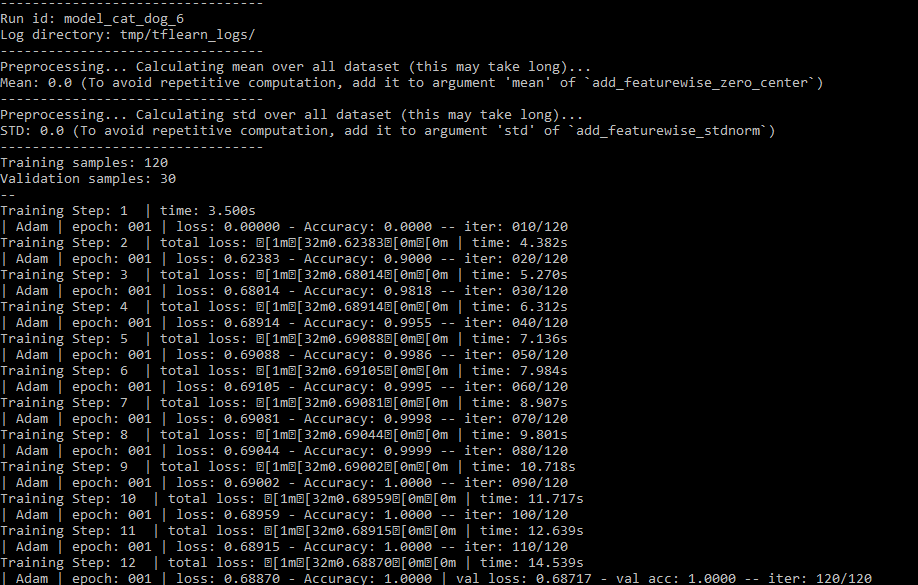 ---------------------------------
Run id: model_cat_dog_6
Log directory: tmp/tflearn_logs/
---------------------------------
Preprocessing... Calculating mean over all dataset (this may take long)...
Mean: 0.0 (To avoid repetitive computation, add it to argument 'mean' of `add_featurewise_zero_center`)
---------------------------------
Preprocessing... Calculating std over all dataset (this may take long)...
STD: 0.0 (To avoid repetitive computation, add it to argument 'std' of `add_featurewise_stdnorm`)
---------------------------------
Training samples: 120
Validation samples: 30
--
Training Step: 1  | time: 3.500s
| Adam | epoch: 001 | loss: 0.00000 - Accuracy: 0.0000 -- iter: 010/120
Training Step: 2  | total loss: ⍰[1m⍰[32m0.62383⍰[0m⍰[0m | time: 4.382s
| Adam | epoch: 001 | loss: 0.62383 - Accuracy: 0.9000 -- iter: 020/120
Training Step: 3  | total loss: ⍰[1m⍰[32m0.68014⍰[0m⍰[0m | time: 5.270s
| Adam | epoch: 001 | loss: 0.68014 - Accuracy: 0.9818 -- iter: 030/120
Training Step: 4  | total loss: ⍰[1m⍰[32m0.68914⍰[0m⍰[0m | time: 6.312s
| Adam | epoch: 001 | loss: 0.68914 - Accuracy: 0.9955 -- iter: 040/120
Training Step: 5  | total loss: ⍰[1m⍰[32m0.69088⍰[0m⍰[0m | time: 7.136s
| Adam | epoch: 001 | loss: 0.69088 - Accuracy: 0.9986 -- iter: 050/120
Training Step: 6  | total loss: ⍰[1m⍰[32m0.69105⍰[0m⍰[0m | time: 7.984s
| Adam | epoch: 001 | loss: 0.69105 - Accuracy: 0.9995 -- iter: 060/120
Training Step: 7  | total loss: ⍰[1m⍰[32m0.69081⍰[0m⍰[0m | time: 8.907s
| Adam | epoch: 001 | loss: 0.69081 - Accuracy: 0.9998 -- iter: 070/120
Training Step: 8  | total loss: ⍰[1m⍰[32m0.69044⍰[0m⍰[0m | time: 9.801s
| Adam | epoch: 001 | loss: 0.69044 - Accuracy: 0.9999 -- iter: 080/120
Training Step: 9  | total loss: ⍰[1m⍰[32m0.69002⍰[0m⍰[0m | time: 10.718s
| Adam | epoch: 001 | loss: 0.69002 - Accuracy: 1.0000 -- iter: 090/120
Training Step: 10  | total loss: ⍰[1m⍰[32m0.68959⍰[0m⍰[0m | time: 11.717s
| Adam | epoch: 001 | loss: 0.68959 - Accuracy: 1.0000 -- iter: 100/120
Training Step: 11  | total loss: ⍰[1m⍰[32m0.68915⍰[0m⍰[0m | time: 12.639s
| Adam | epoch: 001 | loss: 0.68915 - Accuracy: 1.0000 -- iter: 110/120
Training Step: 12  | total loss: ⍰[1m⍰[32m0.68870⍰[0m⍰[0m | time: 14.539s
| Adam | epoch: 001 | loss: 0.68870 - Accuracy: 1.0000 | val_loss: 0.68717 - val_acc: 1.0000 -- iter: 120/120